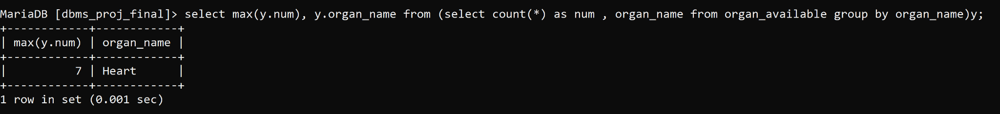 MariaDB [dbms_proj_final]> select max(y.num), y.organ_name from (select count(*) as num , organ_name from organ_available group by organ_name)y;
+------------+------------+
| max(y.num) | organ_name |
+------------+------------+
|          7 | Heart      |
+------------+------------+
1 row in set (0.001 sec)